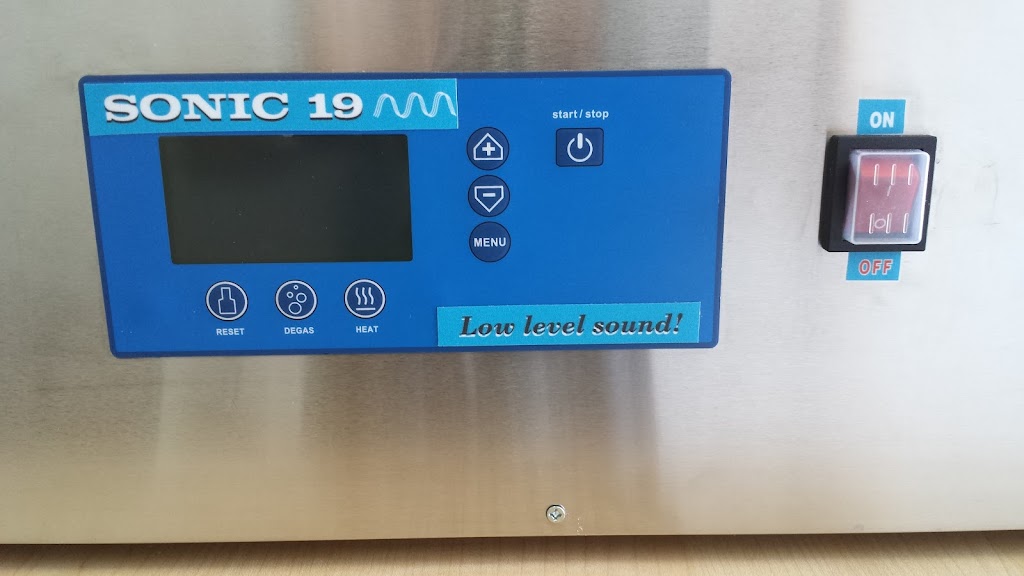 SONIC 19
start / stop
MENU
RESET
DEGAS
HEAT
Low level sound!
ON
OFF